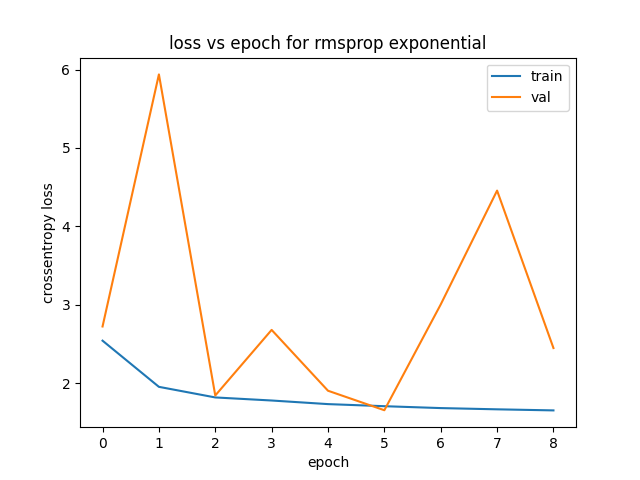 loss vs epoch for rmsprop exponential
train
val
crossentropy loss
6
5
4
3
2
0 1 2 3 4 5 6 7 8
epoch